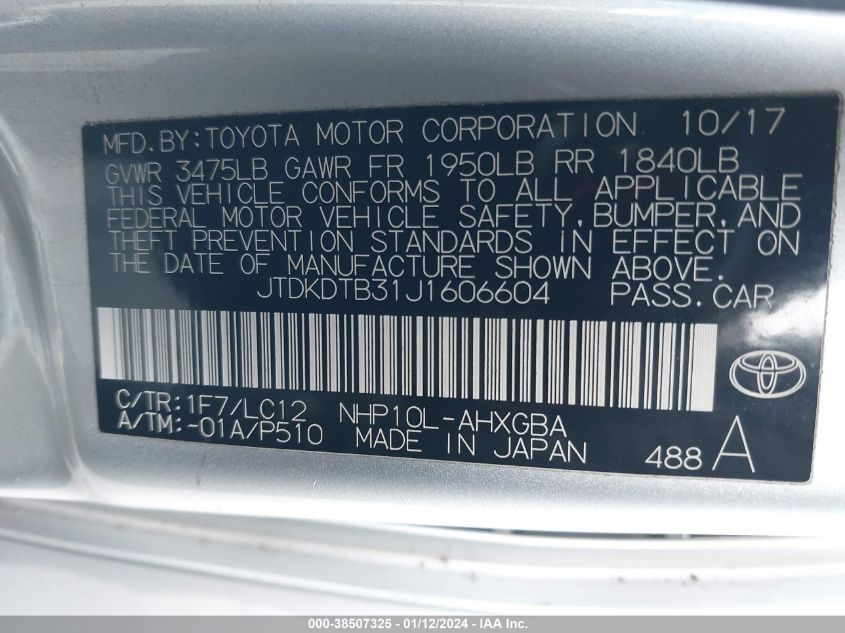 MFD.BY:TOYOTA MOTOR CORPORATION 10/17
GVWR 3475LB GAWR FR 1950LB RR 1840LB
THIS VEHICLE CONFORMS TO ALL APPLICABLE
FEDERAL MOTOR VEHICLE SAFETY,BUMPER,AND
THEFT PREVENTION STANDARDS IN EFFECT ON
THE DATE OF MANUFACTURE SHOWN ABOVE.
JTDKDTB31J1606604 PASS.CAR
C/TR:1F7/LC12 NHP10L-AHXGBA
A/TM:-01A/P510 MADE IN JAPAN 488 A
000-38507325 - 01/12/2024 - IAA Inc.